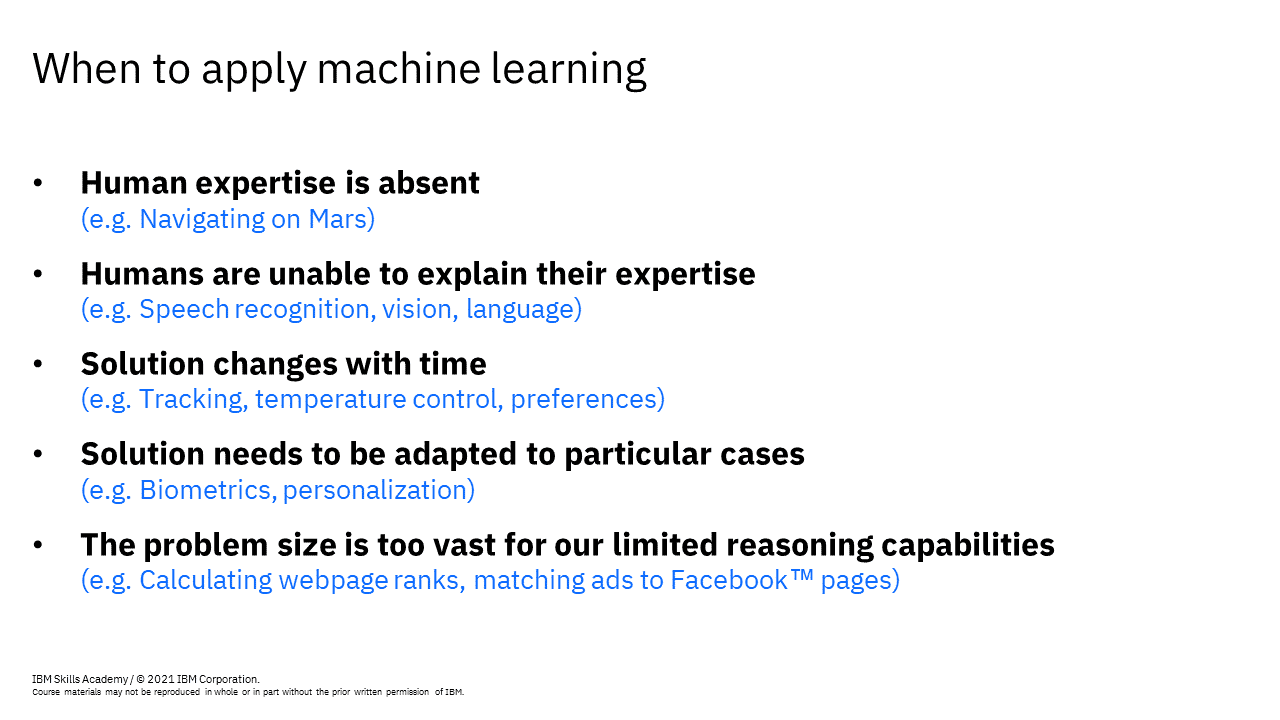 When to apply machine learning
• Human expertise is absent
(e.g. Navigating on Mars)
• Humans are unable to explain their expertise
(e.g. Speech recognition, vision, language)
• Solution changes with time
(e.g. Tracking, temperature control, preferences)
• Solution needs to be adapted to particular cases
(e.g. Biometrics, personalization)
• The problem size is too vast for our limited reasoning capabilities
(e.g. Calculating webpage ranks, matching ads to Facebook™ pages)
IBM Skills Academy / © 2021 IBM Corporation.
Course materials may not be reproduced in whole or in part without the prior written permission of IBM.